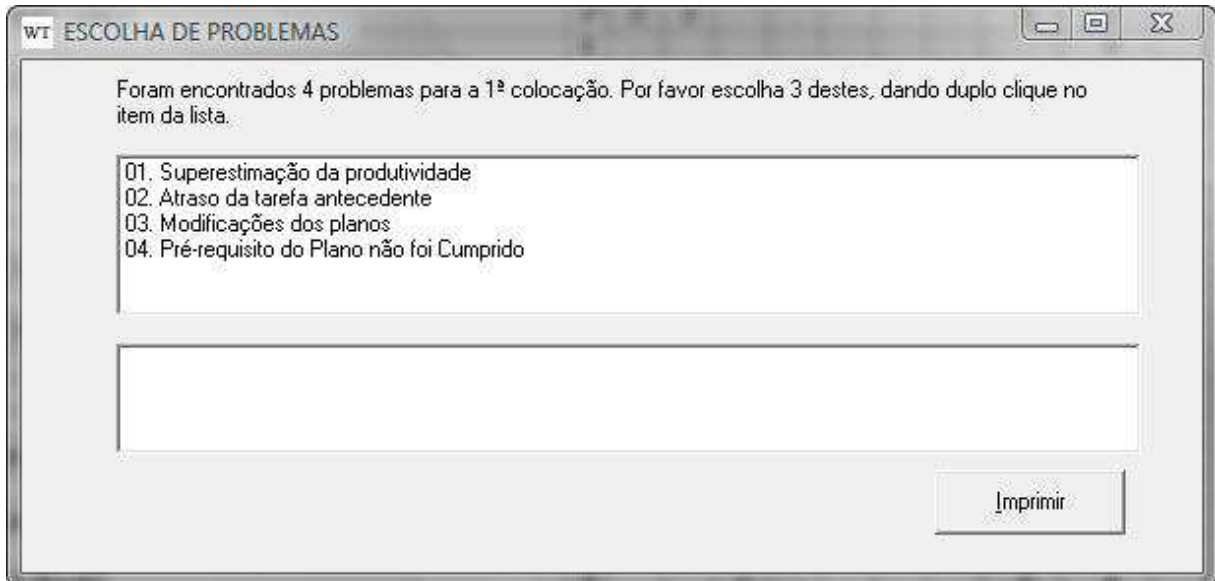 WT ESCOLHA DE PROBLEMAS
Foram encontrados 4 problemas para a 1ª colocação. Por favor escolha 3 destes, dando duplo clique no
item da lista.
01. Superestimação da produtividade
02. Atraso da tarefa antecedente
03. Modificações dos planos
04. Pré-requisito do Plano não foi Cumprido
Imprimir